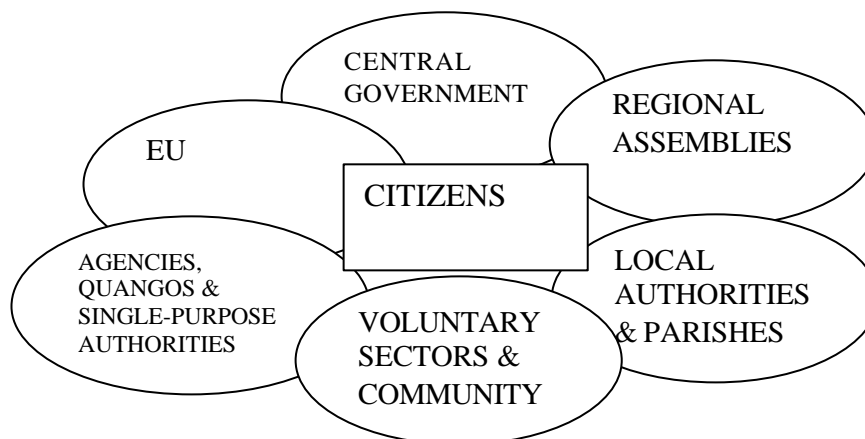 CENTRAL
GOVERNMENT
REGIONAL
ASSEMBLIES
EU
CITIZENS
AGENCIES,
QUANGOS &
SINGLE-PURPOSE
AUTHORITIES
VOLUNTARY
SECTORS &
COMMUNITY
LOCAL
AUTHORITIES
& PARISHES